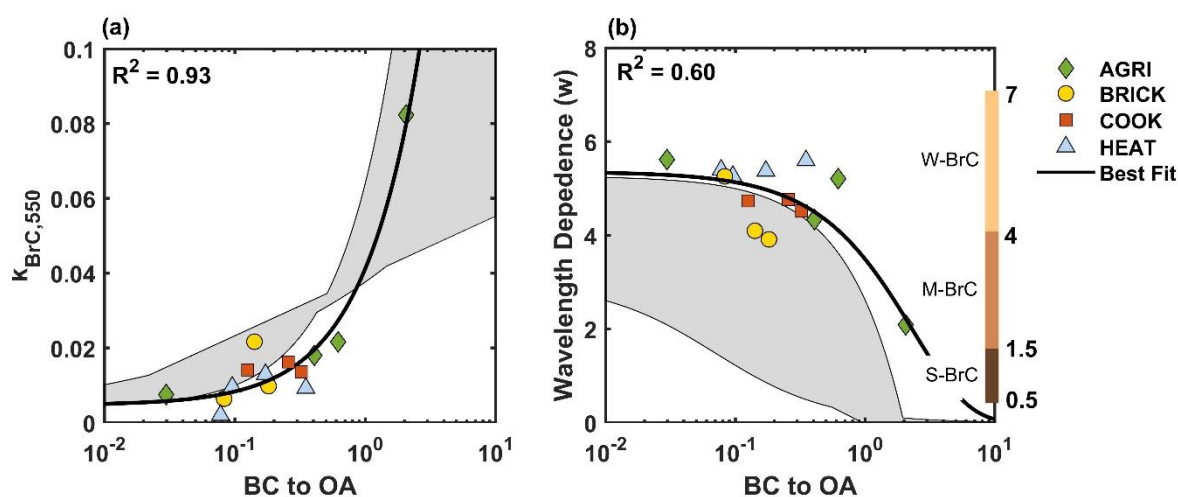 (a)
R² = 0.93
0.1
0.08
0.06
0.04
0.02
0
κBrC,550
10⁻² 10⁻¹ 10⁰ 10¹
BC to OA
(b)
R² = 0.60
8
6
4
2
0
Wavelength Depedence (w)
10⁻² 10⁻¹ 10⁰ 10¹
BC to OA
W-BrC
M-BrC
S-BrC
7
4
1.5
0.5
AGRI
BRICK
COOK
HEAT
Best Fit